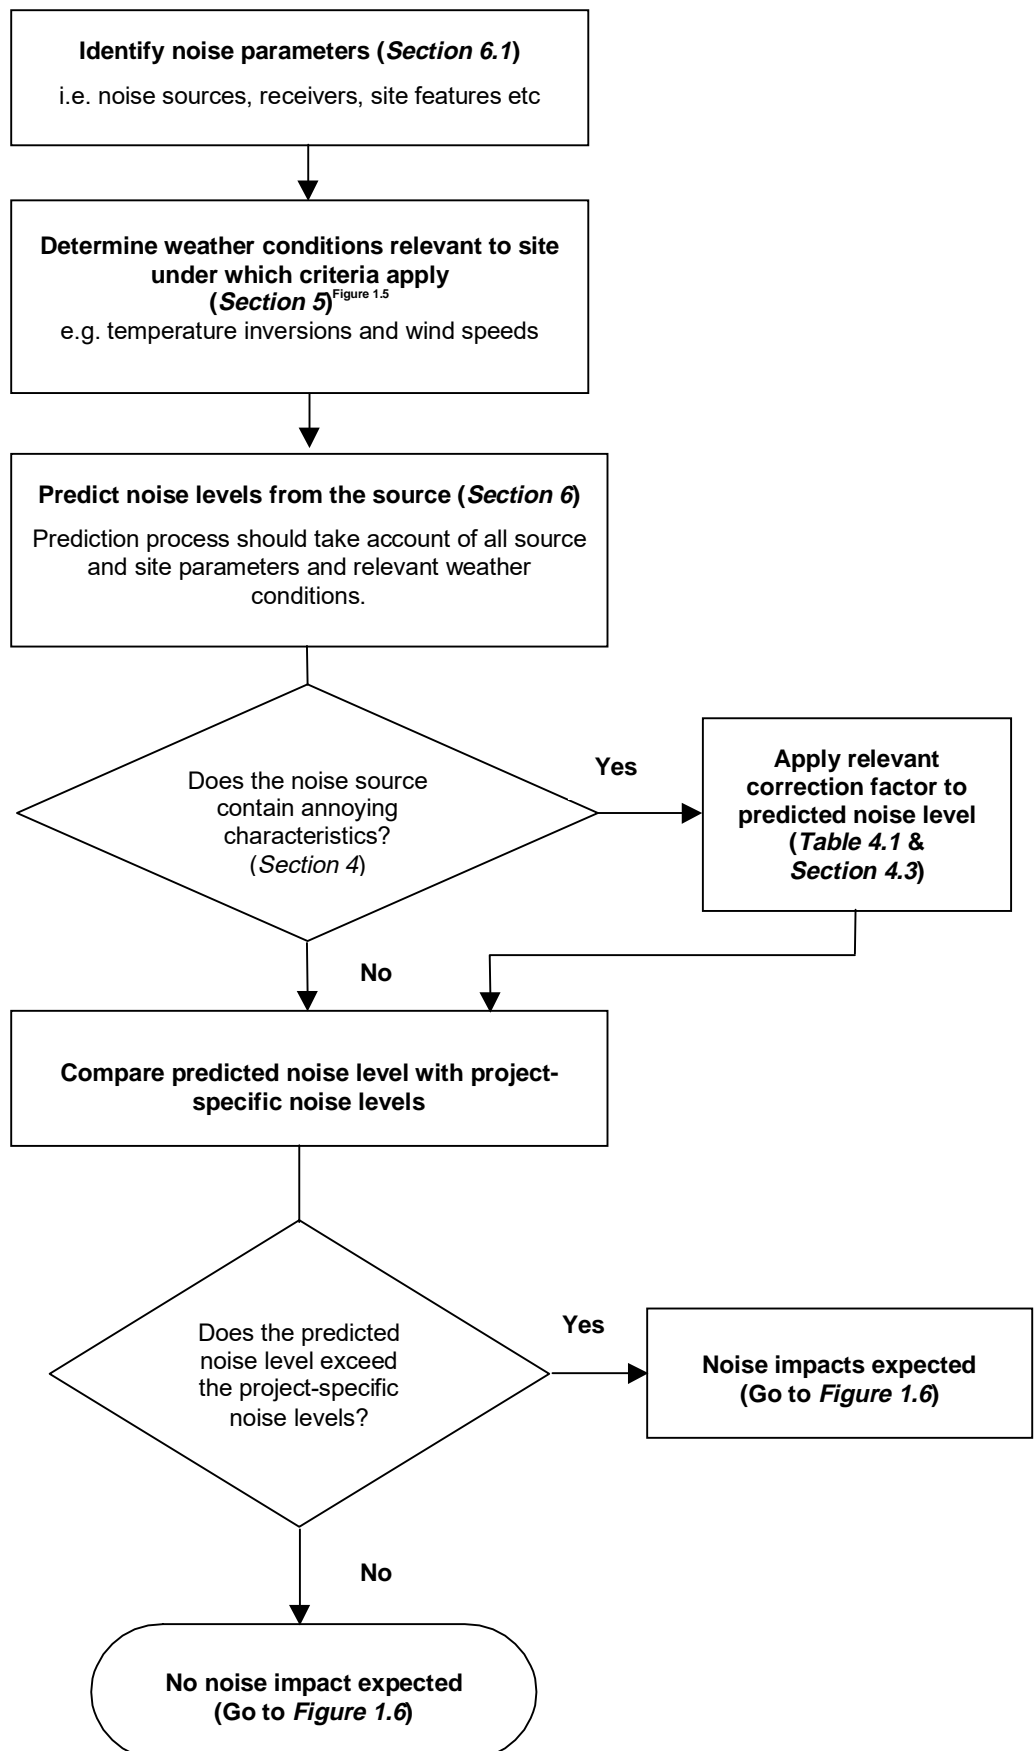 Identify noise parameters (Section 6.1)
i.e. noise sources, receivers, site features etc
Determine weather conditions relevant to site
under which criteria apply
(Section 5)Figure 1.5
e.g. temperature inversions and wind speeds
Predict noise levels from the source (Section 6)
Prediction process should take account of all source
and site parameters and relevant weather
conditions.
Does the noise source
contain annoying
characteristics?
(Section 4)
Yes
Apply relevant
correction factor to
predicted noise level
(Table 4.1 &
Section 4.3)
No
Compare predicted noise level with project-
specific noise levels
Does the predicted
noise level exceed
the project-specific
noise levels?
Yes
Noise impacts expected
(Go to Figure 1.6)
No
No noise impact expected
(Go to Figure 1.6)